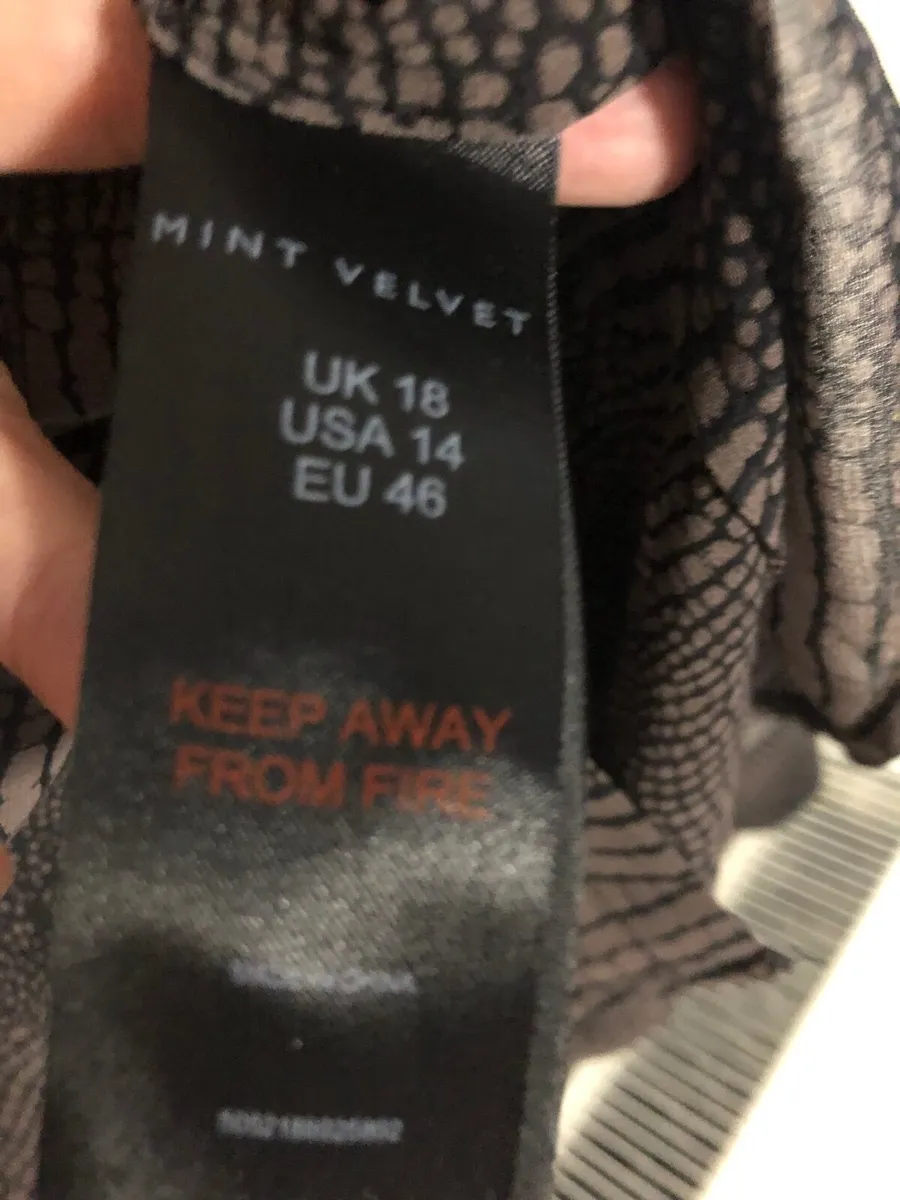 MINT VELVET
UK 18
USA 14
EU 46
KEEP AWAY
FROM FIRE